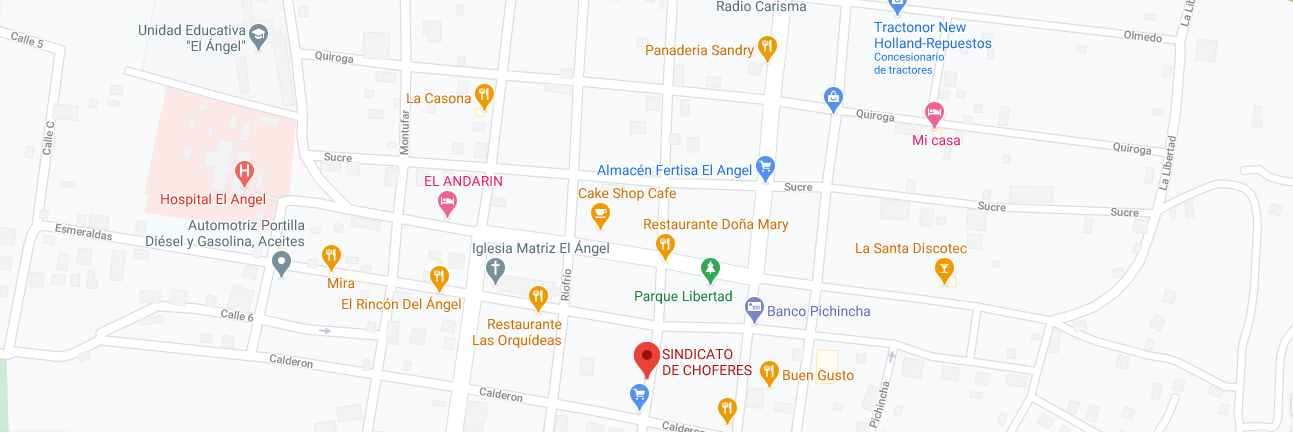 Radio Carisma
Calle 5
Unidad Educativa
"El Ángel"
Tractonor New
Holland-Repuestos
Concesionario
de tractores
Olmedo
La Lib
Panaderia Sandry
Quiroga
La Casona
Quiroga
Mi casa
Quiroga
Calle C
Montufar
Sucre
La Libertad
Hospital El Angel
EL ANDARIN
Almacén Fertisa El Angel
Sucre
Cake Shop Cafe
Sucre
Sucre
Automotriz Portilla
Diésel y Gasolina, Aceites
Esmeraldas
Restaurante Doña Mary
Iglesia Matriz El Ángel
La Santa Discotec
Mira
Riofrio
El Rincón Del Ángel
Parque Libertad
Banco Pichincha
Calle 6
Restaurante
Las Orquídeas
SINDICATO
DE CHOFERES
Calderon
Buen Gusto
Calderon
Pichincha
Calderon